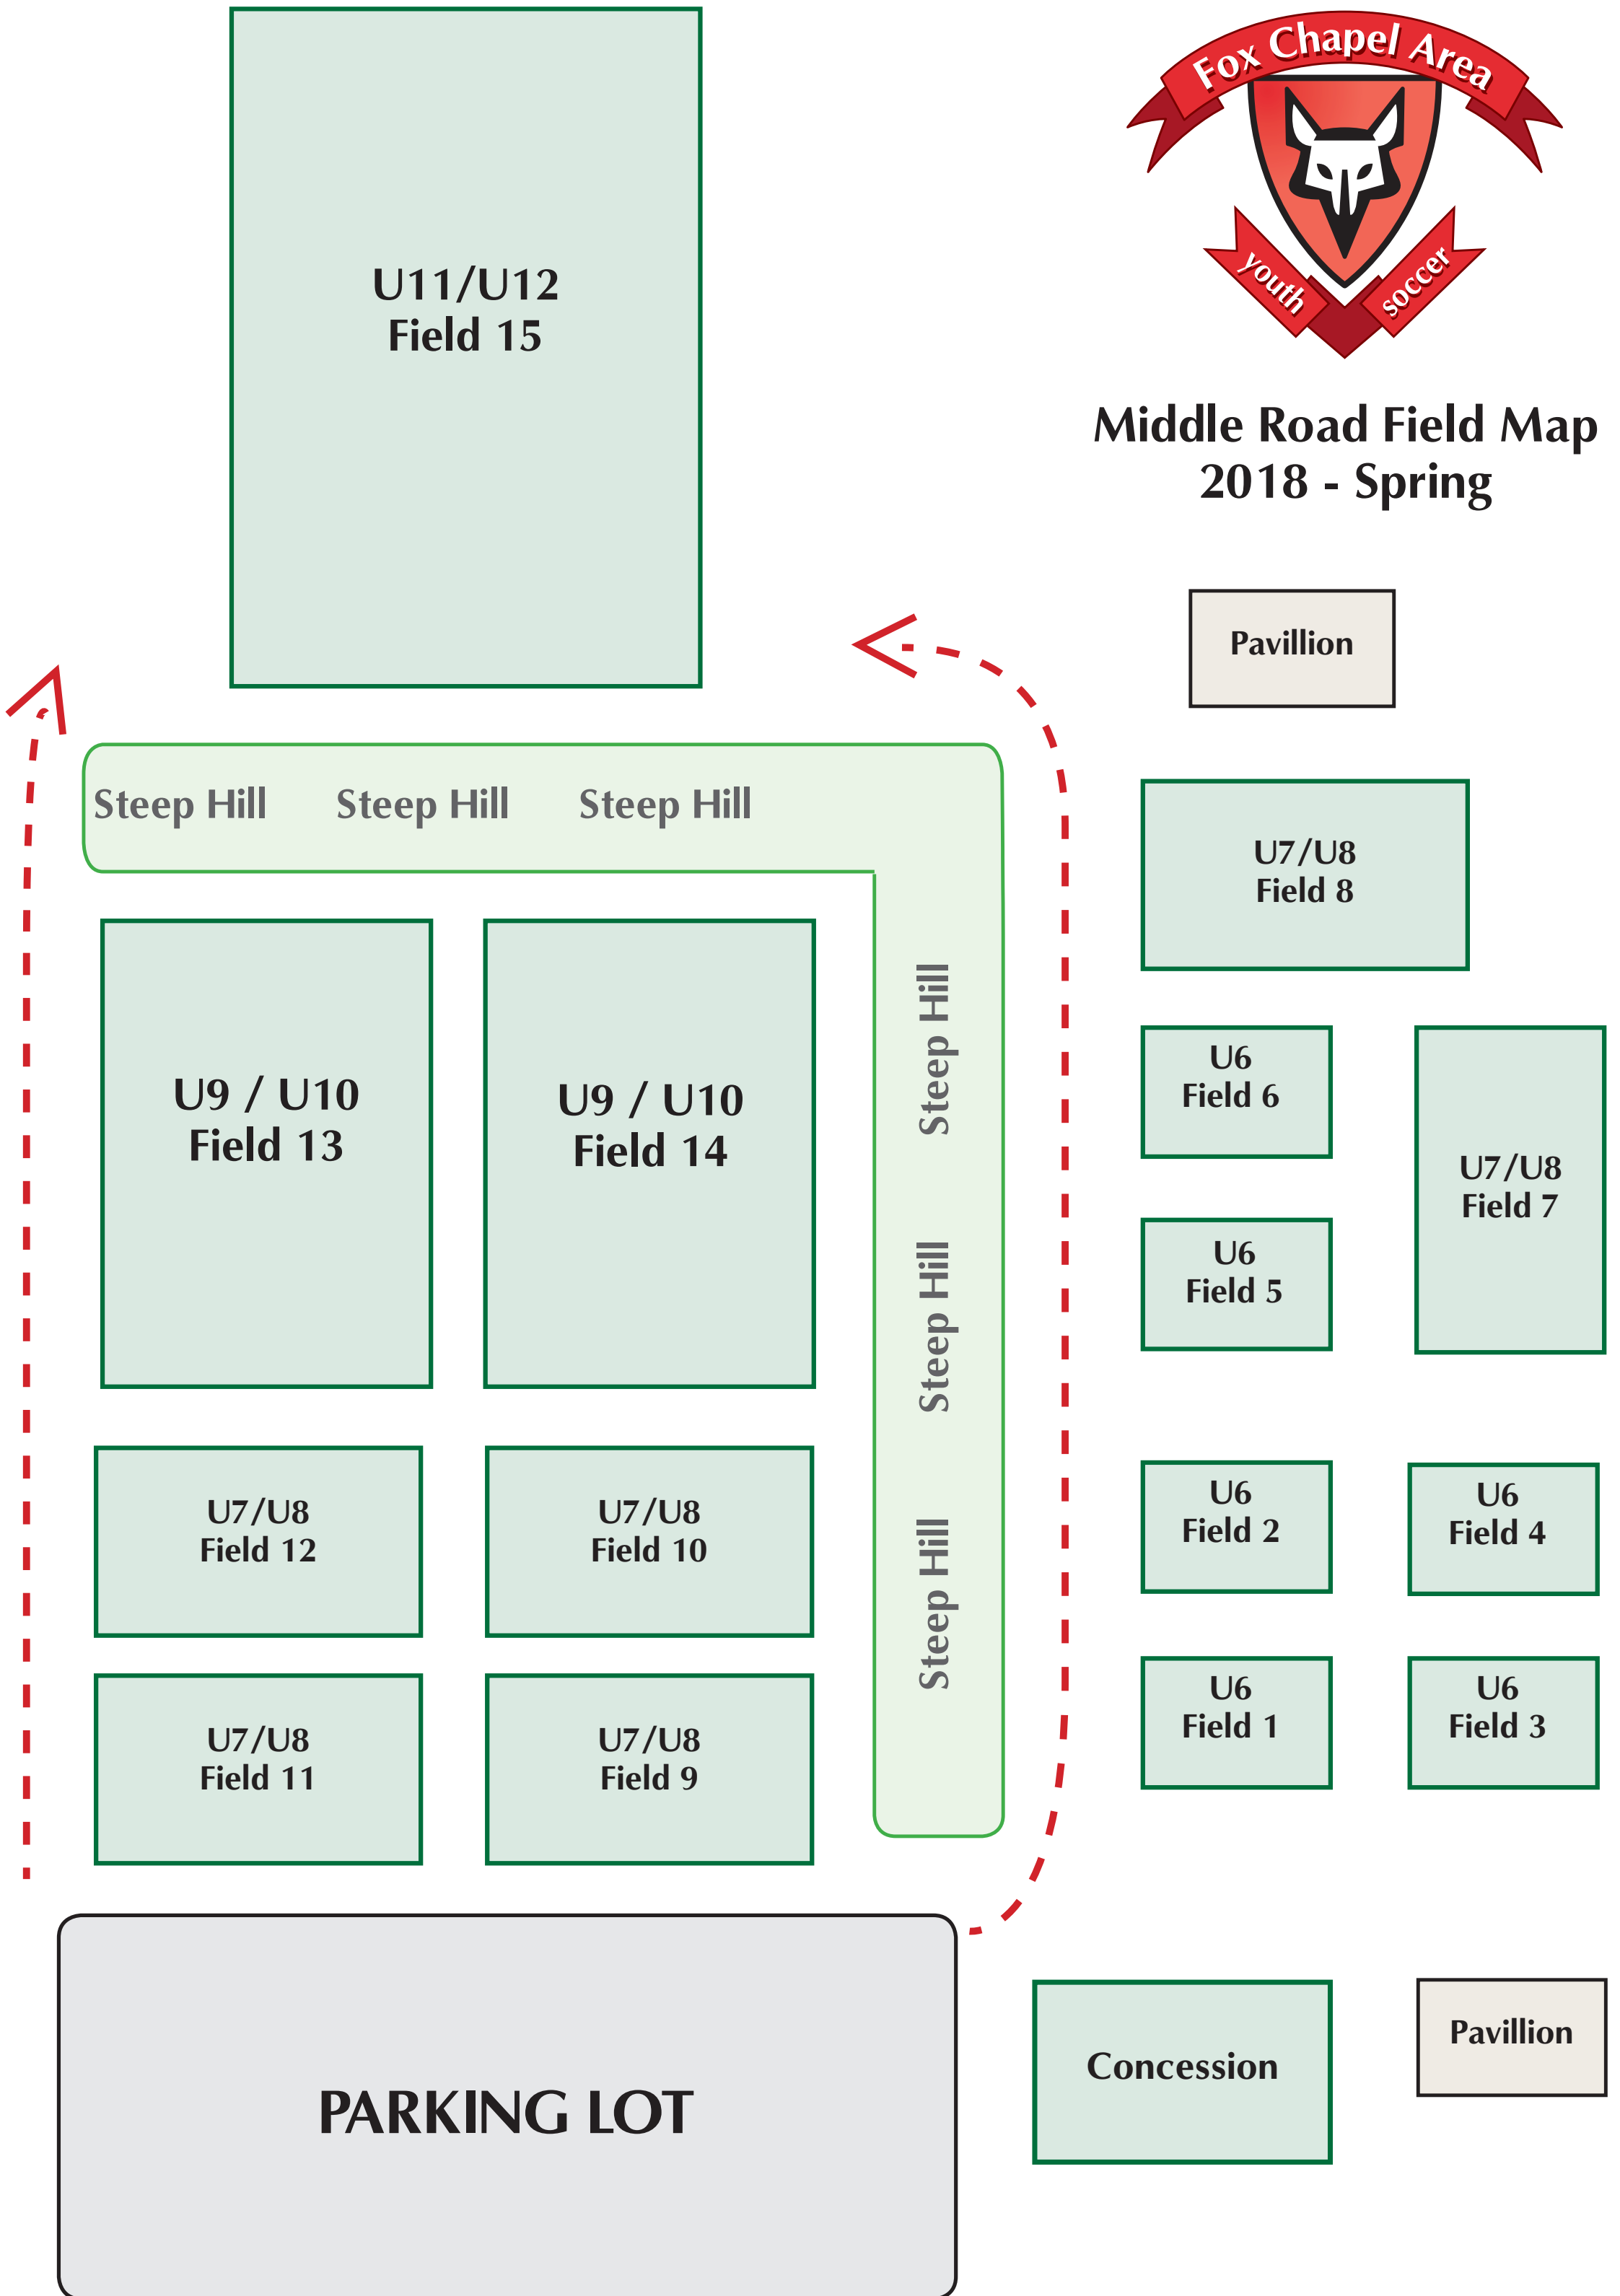 Fox Chapel Area
youth soccer
Middle Road Field Map
2018 - Spring
U11/U12
Field 15
Pavillion
Steep Hill Steep Hill Steep Hill
U7/U8
Field 8
U9 / U10
Field 13
U9 / U10
Field 14
Steep Hill
Steep Hill
Steep Hill
U6
Field 6
U7/U8
Field 7
U6
Field 5
U7/U8
Field 12
U7/U8
Field 10
U6
Field 2
U6
Field 4
U7/U8
Field 11
U7/U8
Field 9
U6
Field 1
U6
Field 3
PARKING LOT
Concession
Pavillion